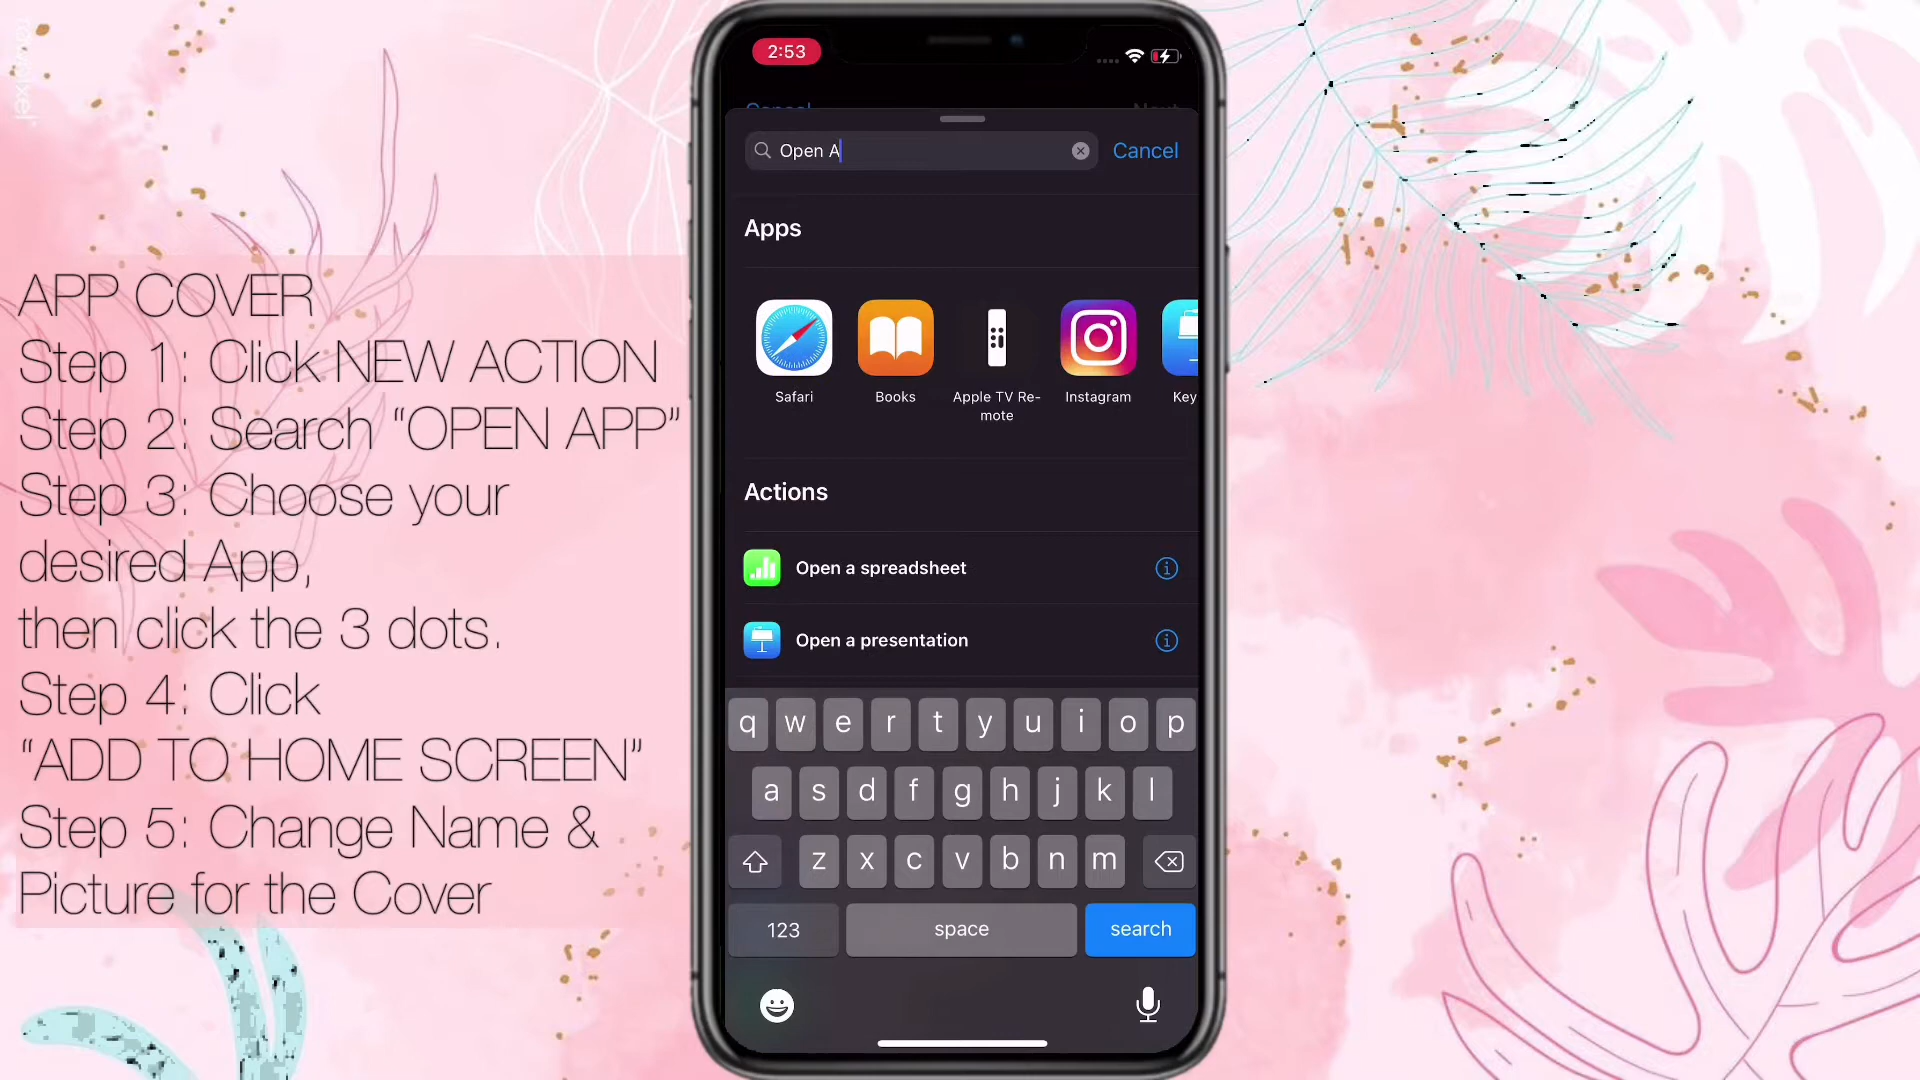 APP COVER
Step 1: Click NEW ACTION
Step 2: Search “OPEN APP”
Step 3: Choose your
desired App,
then click the 3 dots.
Step 4: Click
“ADD TO HOME SCREEN”
Step 5: Change Name &
Picture for the Cover
2:53
Open A
Cancel
Apps
Safari
Books
Apple TV Re-
mote
Instagram
Key
Actions
Open a spreadsheet
Open a presentation
q w e r t y u i o p
a s d f g h j k l
z x c v b n m
123
space
search